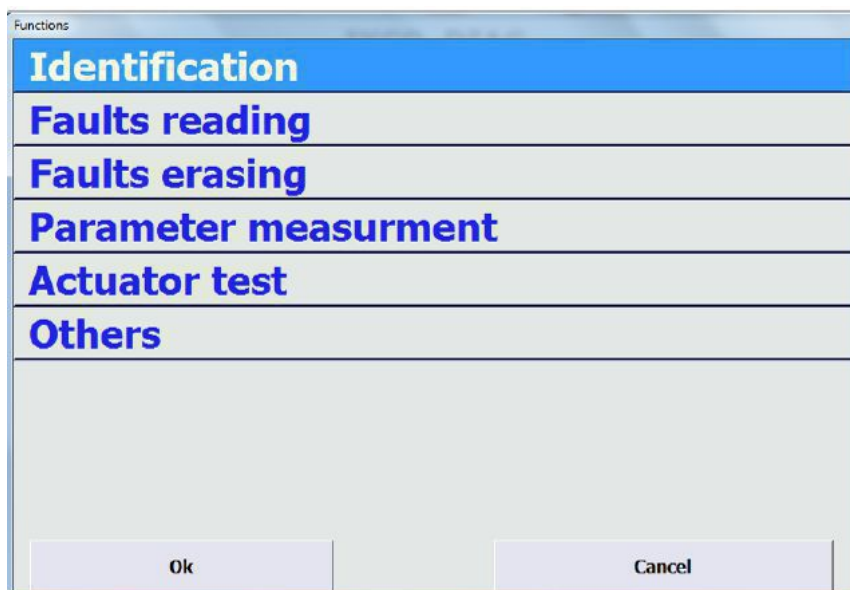 Functions
Identification
Faults reading
Faults erasing
Parameter measurment
Actuator test
Others
Ok Cancel